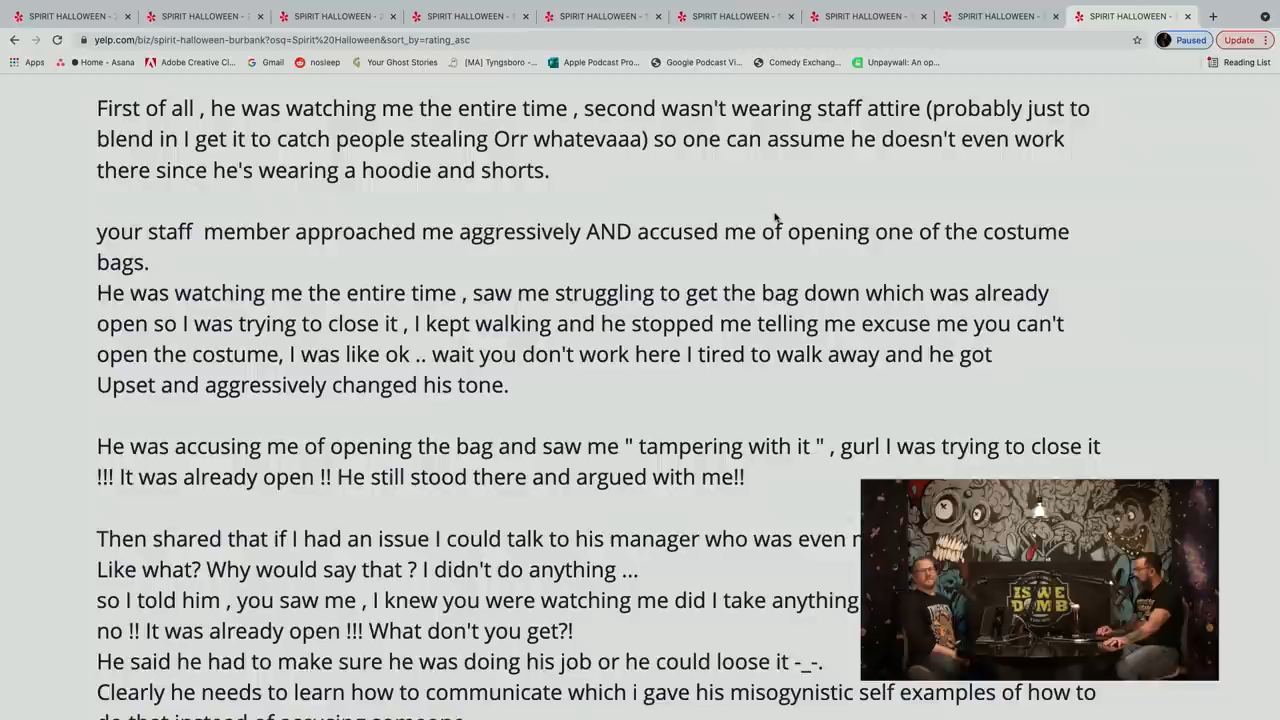 SPIRIT HALLOWEEN - SPIRIT HALLOWEEN - SPIRIT HALLOWEEN - SPIRIT HALLOWEEN - SPIRIT HALLOWEEN - SPIRIT HALLOWEEN - SPIRIT HALLOWEEN - SPIRIT HALLOWEEN - SPIRIT HALLOWEEN -
yelp.com/biz/spirit-halloween-burbank?osq=Spirit%20Halloween&sort_by=rating_asc Paused Update
Apps Home - Asana Adobe Creative Cl... Gmail nosleep Your Ghost Stories [MA] Tyngsboro -... Apple Podcast Pro... Google Podcast Vi... Comedy Exchang... Unpaywall: An op... Reading List
First of all , he was watching me the entire time , second wasn't wearing staff attire (probably just to
blend in I get it to catch people stealing Orr whatevaaa) so one can assume he doesn't even work
there since he's wearing a hoodie and shorts.
your staff member approached me aggressively AND accused me of opening one of the costume
bags.
He was watching me the entire time , saw me struggling to get the bag down which was already
open so I was trying to close it , I kept walking and he stopped me telling me excuse me you can't
open the costume, I was like ok .. wait you don't work here I tired to walk away and he got
Upset and aggressively changed his tone.
He was accusing me of opening the bag and saw me " tampering with it " , gurl I was trying to close it
!!! It was already open !! He still stood there and argued with me!!
Then shared that if I had an issue I could talk to his manager who was even
Like what? Why would say that ? I didn't do anything ...
so I told him , you saw me , I knew you were watching me did I take anything
no !! It was already open !!! What don't you get?!
He said he had to make sure he was doing his job or he could loose it -_-.
Clearly he needs to learn how to communicate which i gave his misogynistic self examples of how to
do that instead of accusing someone
IS WE
DUMB